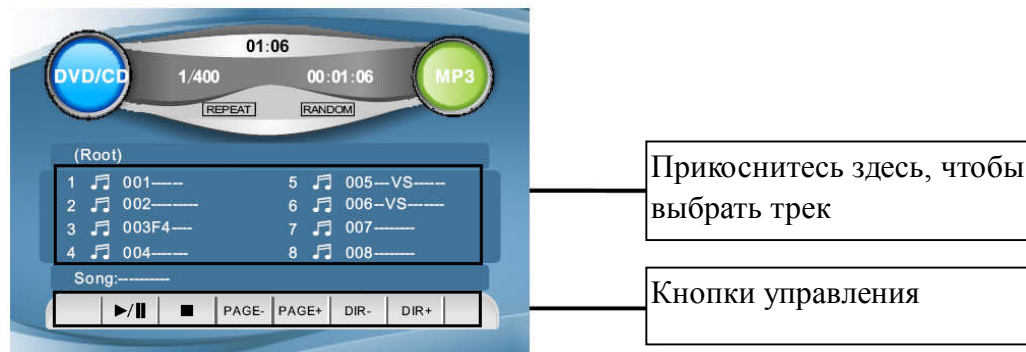 01:06
DVD/CD
1/400
00:01:06
MP3
REPEAT
RANDOM
(Root)
1 001------
5 005---VS------
2 002---------
6 006--VS-------
3 003F4----
7 007--------
4 004-------
8 008--------
Song:----------
PAGE- PAGE+ DIR- DIR+
Прикоснитесь здесь, чтобы
выбрать трек
Кнопки управления